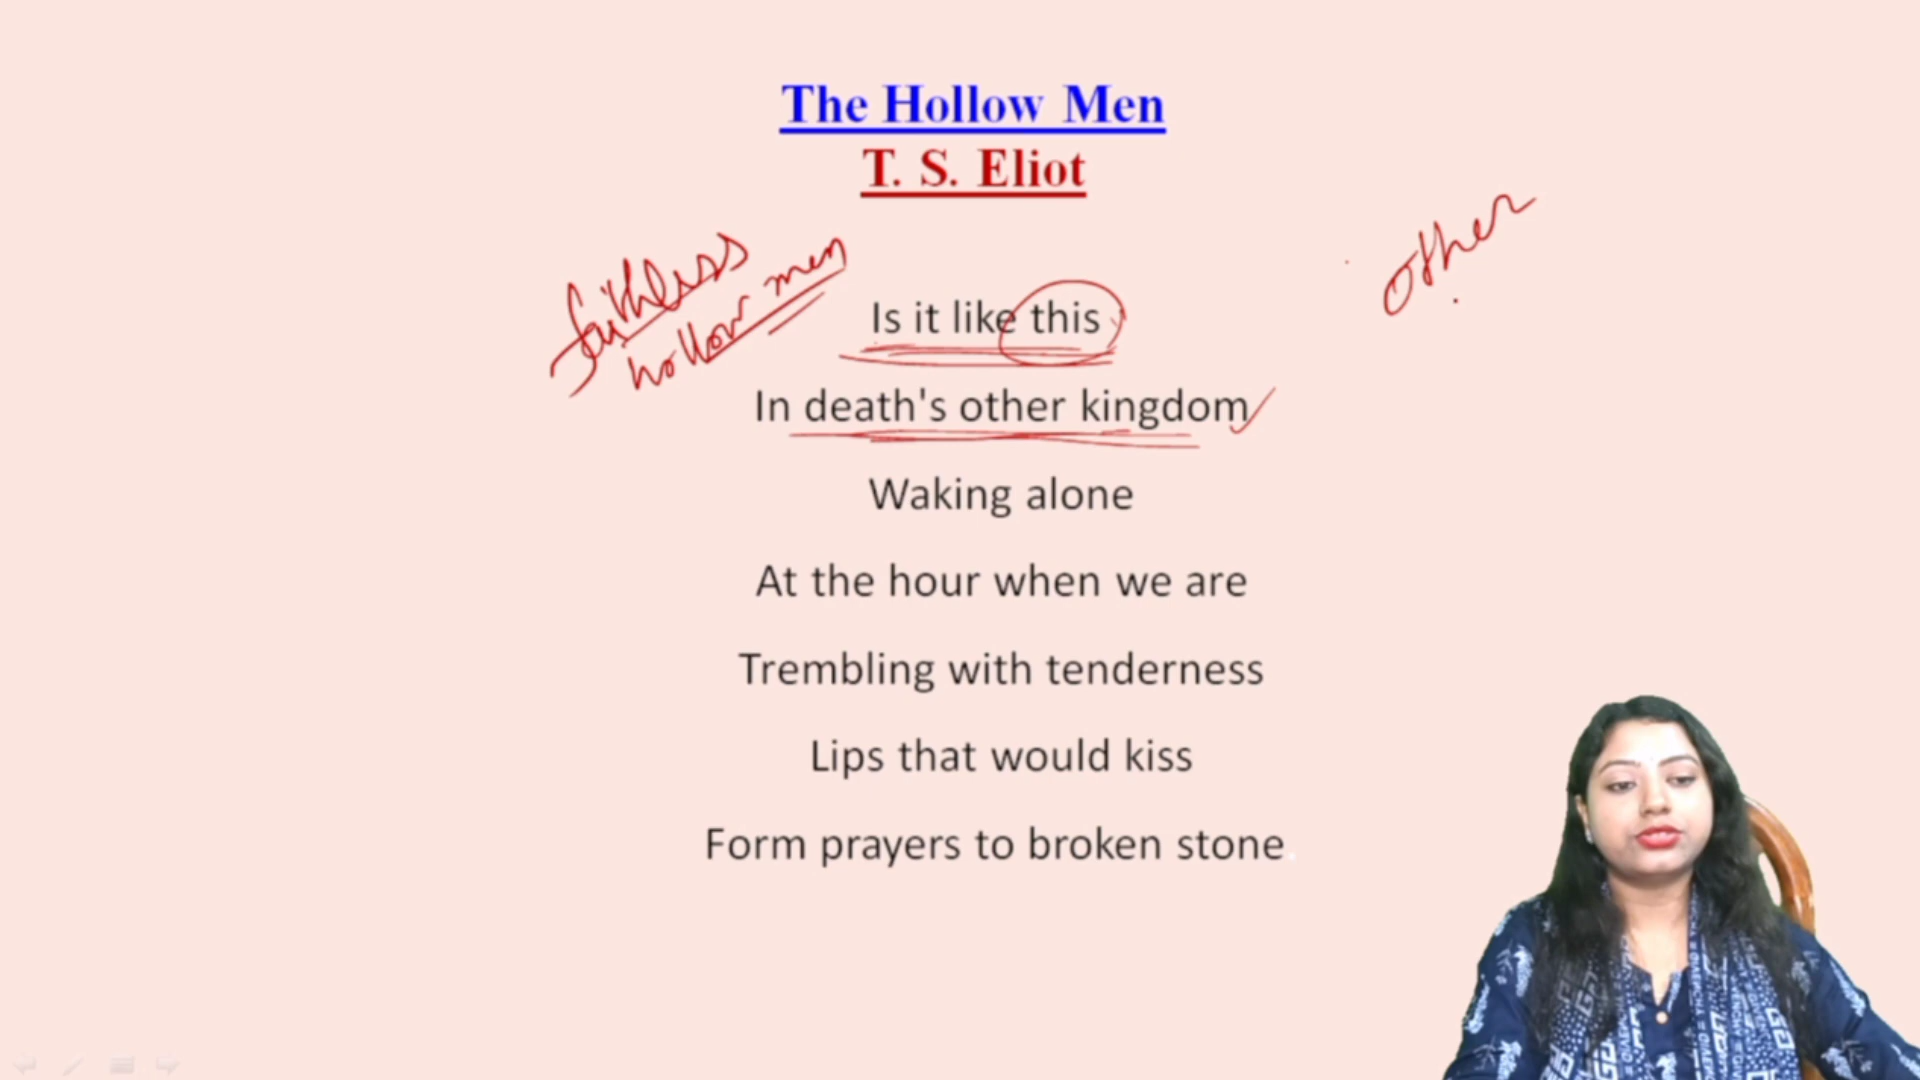 The Hollow Men
T. S. Eliot
faithless
hollow men
other
Is it like this
In death's other kingdom
Waking alone
At the hour when we are
Trembling with tenderness
Lips that would kiss
Form prayers to broken stone.